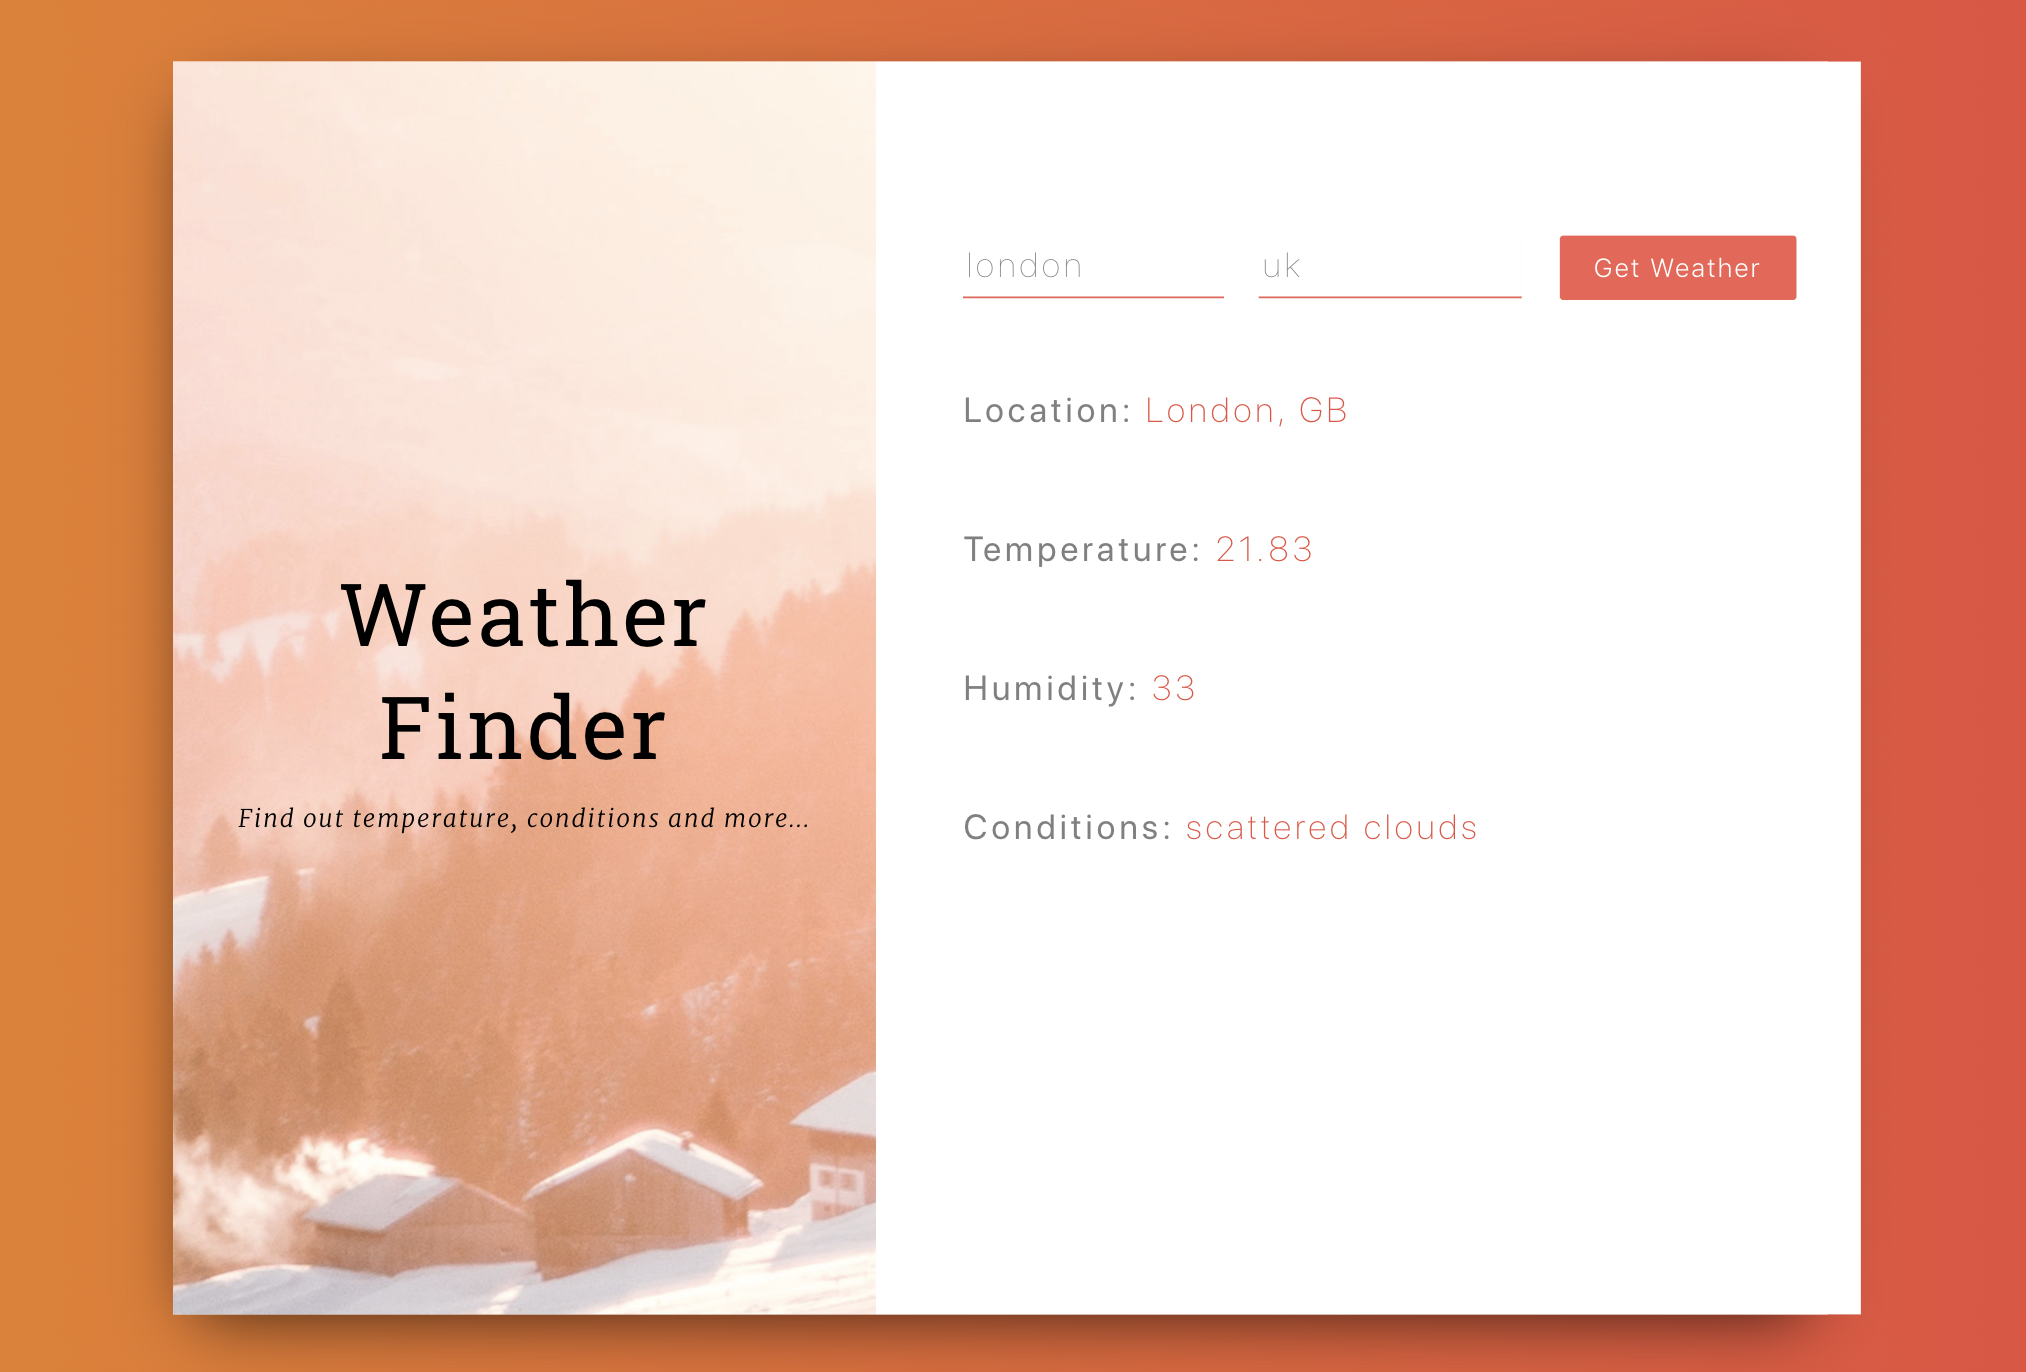 Weather
Finder
Find out temperature, conditions and more...
london
uk
Get Weather
Location: London, GB
Temperature: 21.83
Humidity: 33
Conditions: scattered clouds